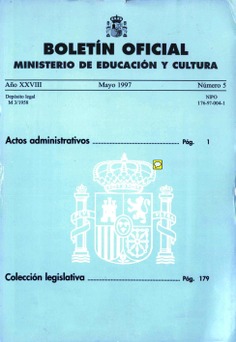 BOLETÍN OFICIAL
MINISTERIO DE EDUCACIÓN Y CULTURA
Año XXVIII Mayo 1997 Número 5
Depósito legal NIPO
M.3/1958 176-97-004-1
Actos administrativos Pág. 1
Colección legislativa Pág. 179